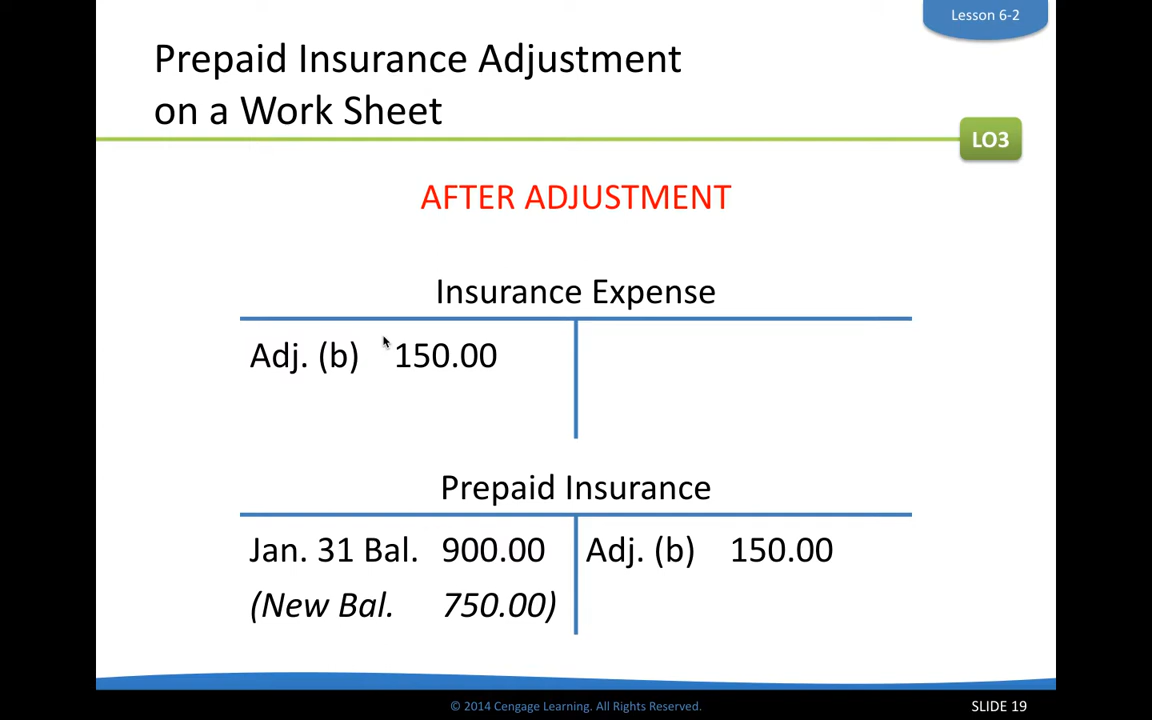 Lesson 6-2
Prepaid Insurance Adjustment
on a Work Sheet
LO3
AFTER ADJUSTMENT
Insurance Expense
Adj. (b) 150.00
Prepaid Insurance
Jan. 31 Bal. 900.00 Adj. (b) 150.00
(New Bal. 750.00)
© 2014 Cengage Learning. All Rights Reserved. SLIDE 19